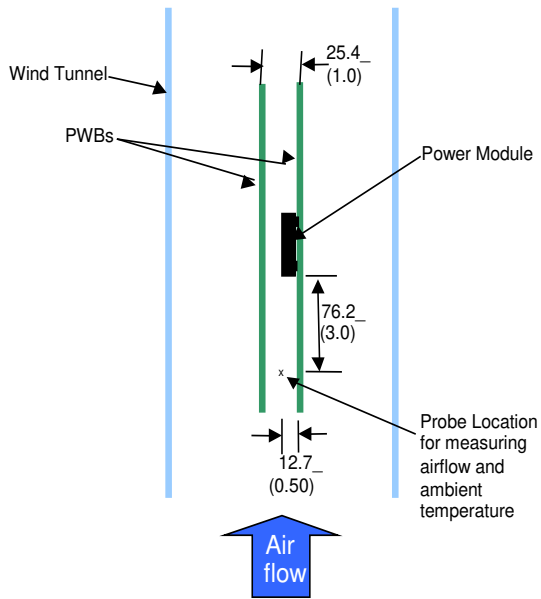 25.4_
(1.0)
Wind Tunnel
PWBs
Power Module
76.2_
(3.0)
x
Probe Location
for measuring
airflow and
ambient
temperature
12.7_
(0.50)
Air
flow